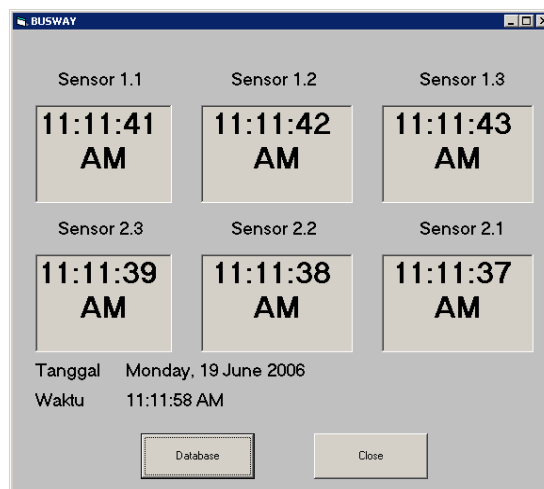 BUSWAY
Sensor 1.1 Sensor 1.2 Sensor 1.3
11:11:41 AM 11:11:42 AM 11:11:43 AM
Sensor 2.3 Sensor 2.2 Sensor 2.1
11:11:39 AM 11:11:38 AM 11:11:37 AM
Tanggal Monday, 19 June 2006
Waktu 11:11:58 AM
Database Close